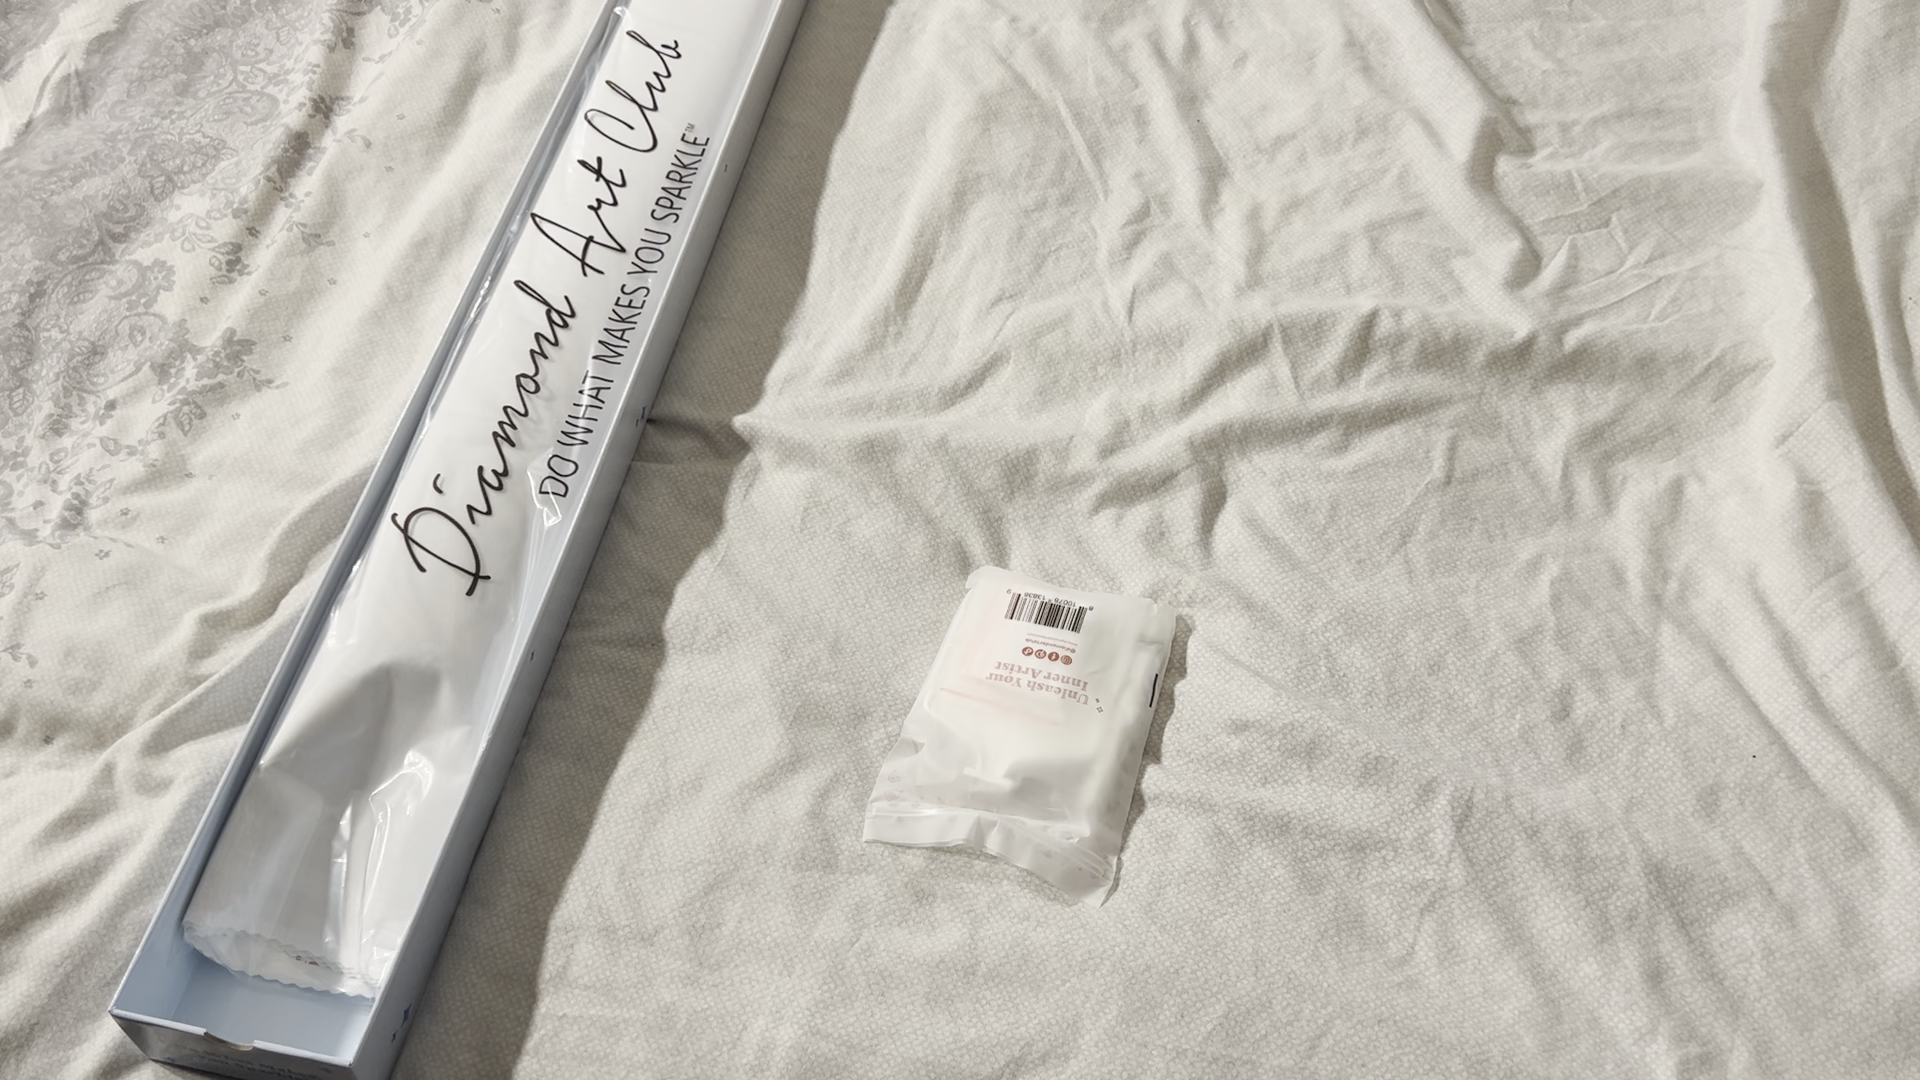 Diamond Art Club
DO WHAT MAKES YOU SPARKLE™
Unleash Your
Inner Artist